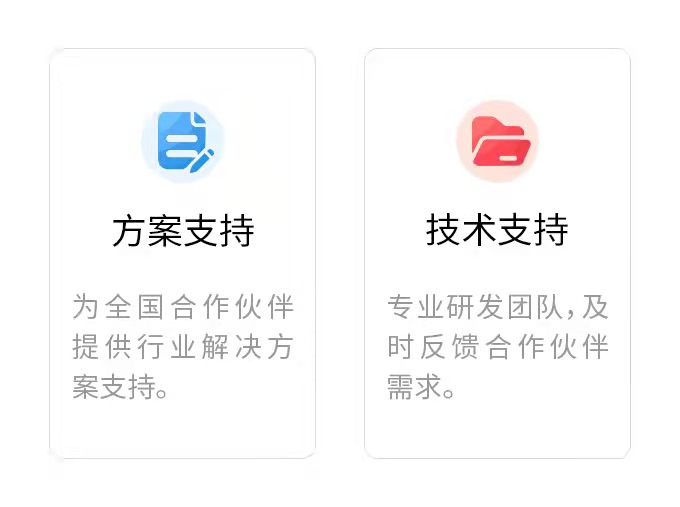 方案支持
为全国合作伙伴
提供行业解决方
案支持。
技术支持
专业研发团队，及
时反馈合作伙伴
需求。